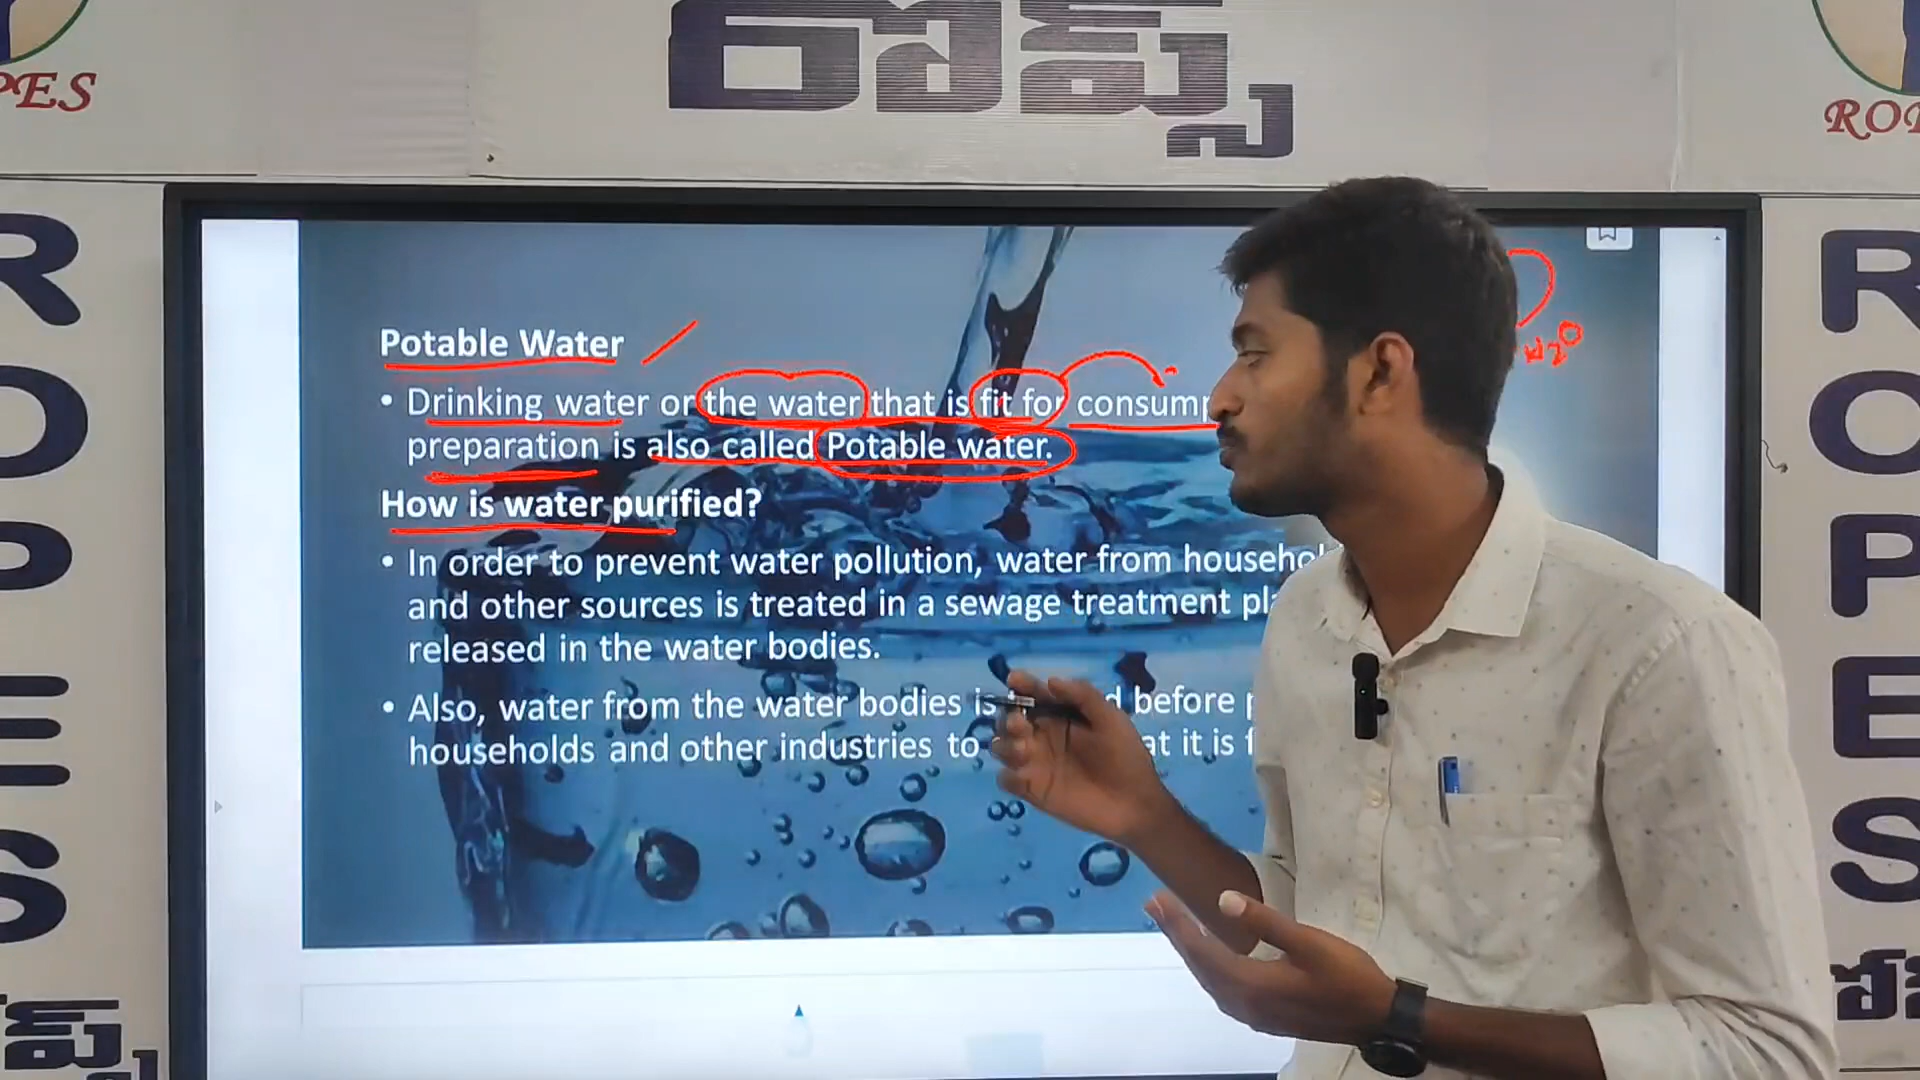 రోప్స్
PES
ROP
ROPES
ROPES
Potable Water
• Drinking water or the water that is fit for consump
preparation is also called Potable water.
How is water purified?
• In order to prevent water pollution, water from househo
and other sources is treated in a sewage treatment pla
released in the water bodies.
• Also, water from the water bodies is before
households and other industries to at it is f
H2O
రోప్స్